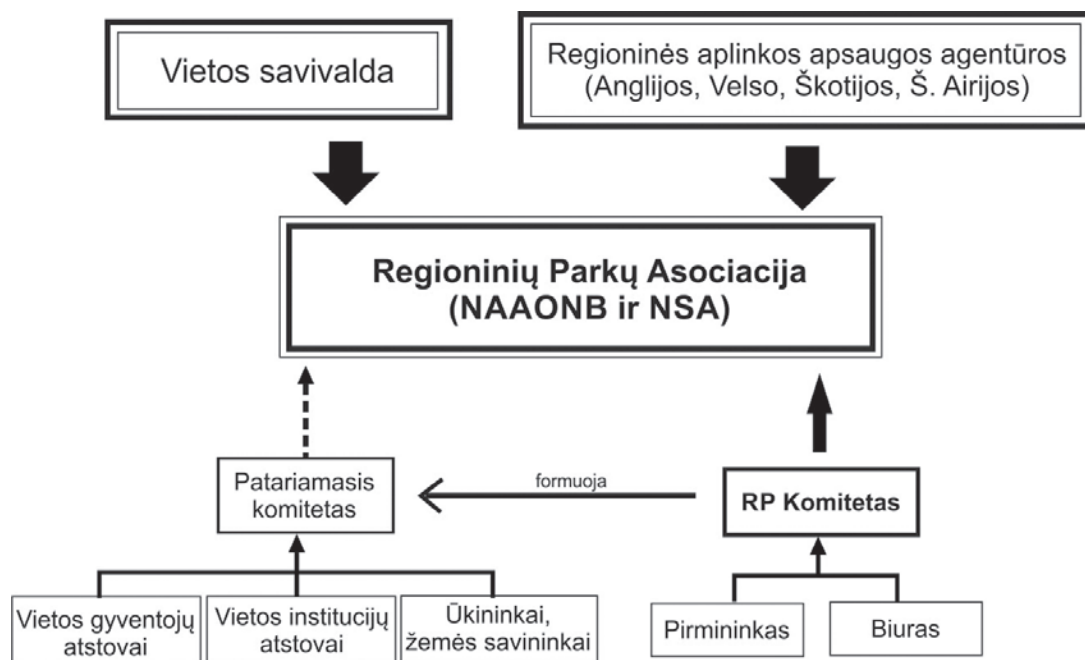 Vietos savivalda
Regioninės aplinkos apsaugos agentūros
(Anglijos, Velso, Škotijos, Š. Airijos)
Regioninių Parkų Asociacija
(NAAONB ir NSA)
Patariamasis
komitetas
formuoja
RP Komitetas
Vietos gyventojų
atstovai
Vietos institucijų
atstovai
Ūkininkai,
žemės savininkai
Pirmininkas
Biuras